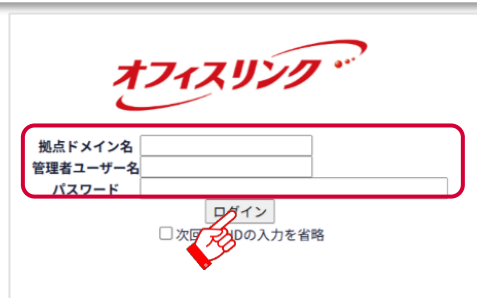 オフィスリンク
拠点ドメイン名
管理者ユーザー名
パスワード
ログイン
次回 IDの入力を省略